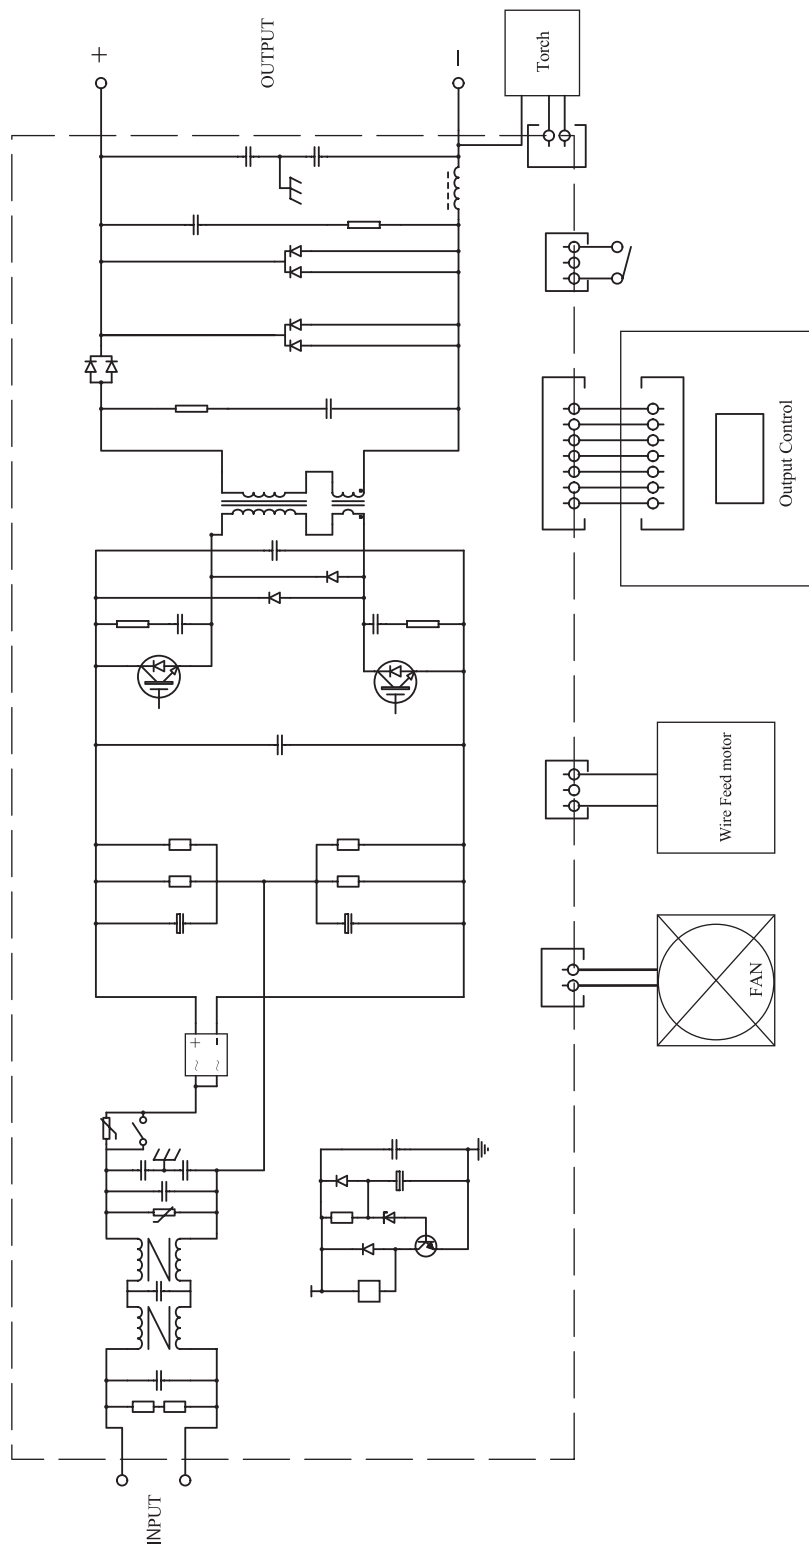 +
OUTPUT
−
Torch
Output Control
Wire Feed motor
FAN
+
−
~
~
INPUT